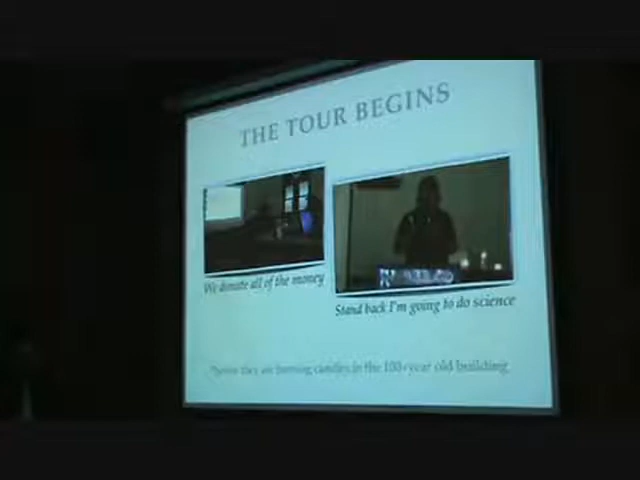 THE TOUR BEGINS
We donate all of the money
Stand back I'm going to do science
they are burning candles in the 100+year old building